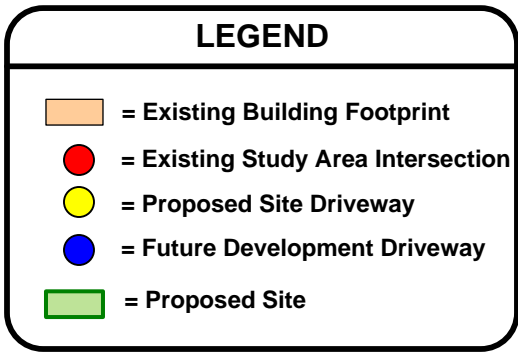 LEGEND
= Existing Building Footprint
= Existing Study Area Intersection
= Proposed Site Driveway
= Future Development Driveway
= Proposed Site